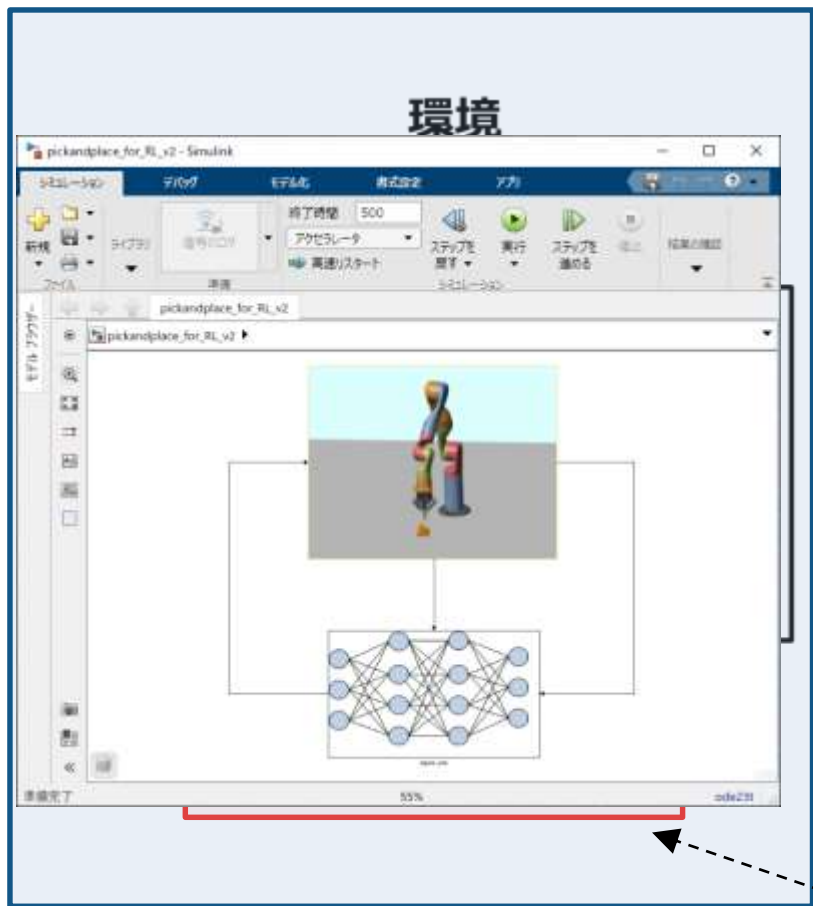 環境
pickandplace_for_RL_v2 - Simulink
シミュレーション デバッグ モデル化 書式設定 アプリ
新規
ライブラリ
終了時間 500
アクセラレータ
高速リスタート
ステップを戻す
実行
ステップを進める
停止
結果の確認
ファイル 準備 シミュレーション
pickandplace_for_RL_v2
モデル ブラウザー
pickandplace_for_RL_v2
準備完了 55% ode23t